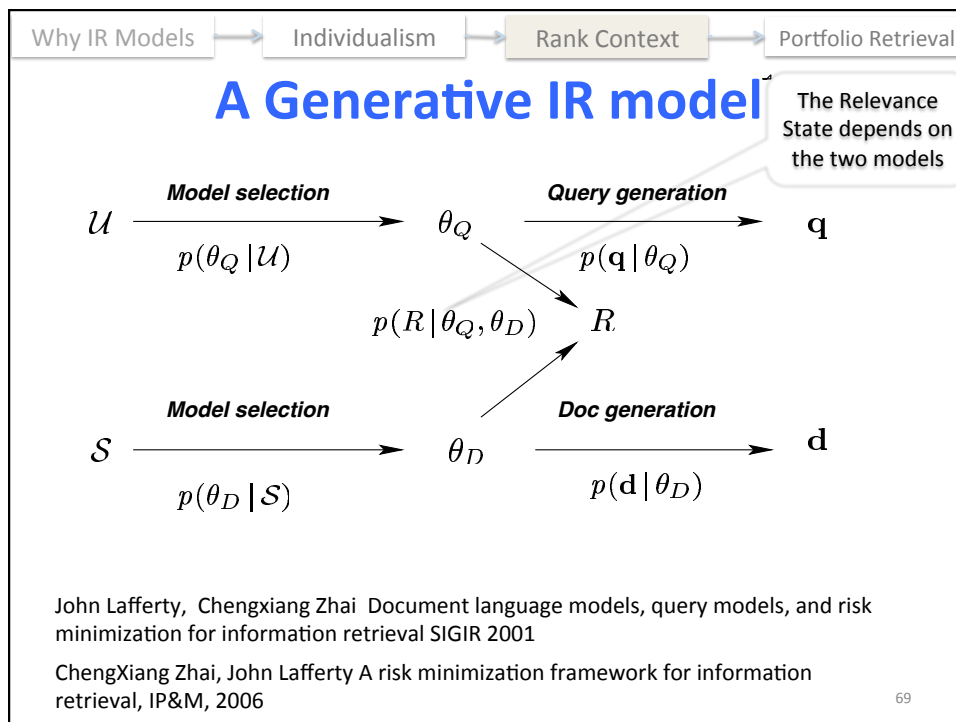 Why IR Models Individualism Rank Context Portfolio Retrieval
A Generative IR model
The Relevance
State depends on
the two models
Model selection Query generation
𝒰 θ_Q q
p(θ_Q | 𝒰) p(q | θ_Q)
p(R | θ_Q, θ_D) R
Model selection Doc generation
𝒮 θ_D d
p(θ_D | 𝒮) p(d | θ_D)
John Lafferty, Chengxiang Zhai Document language models, query models, and risk
minimization for information retrieval SIGIR 2001
ChengXiang Zhai, John Lafferty A risk minimization framework for information
retrieval, IP&M, 2006
69